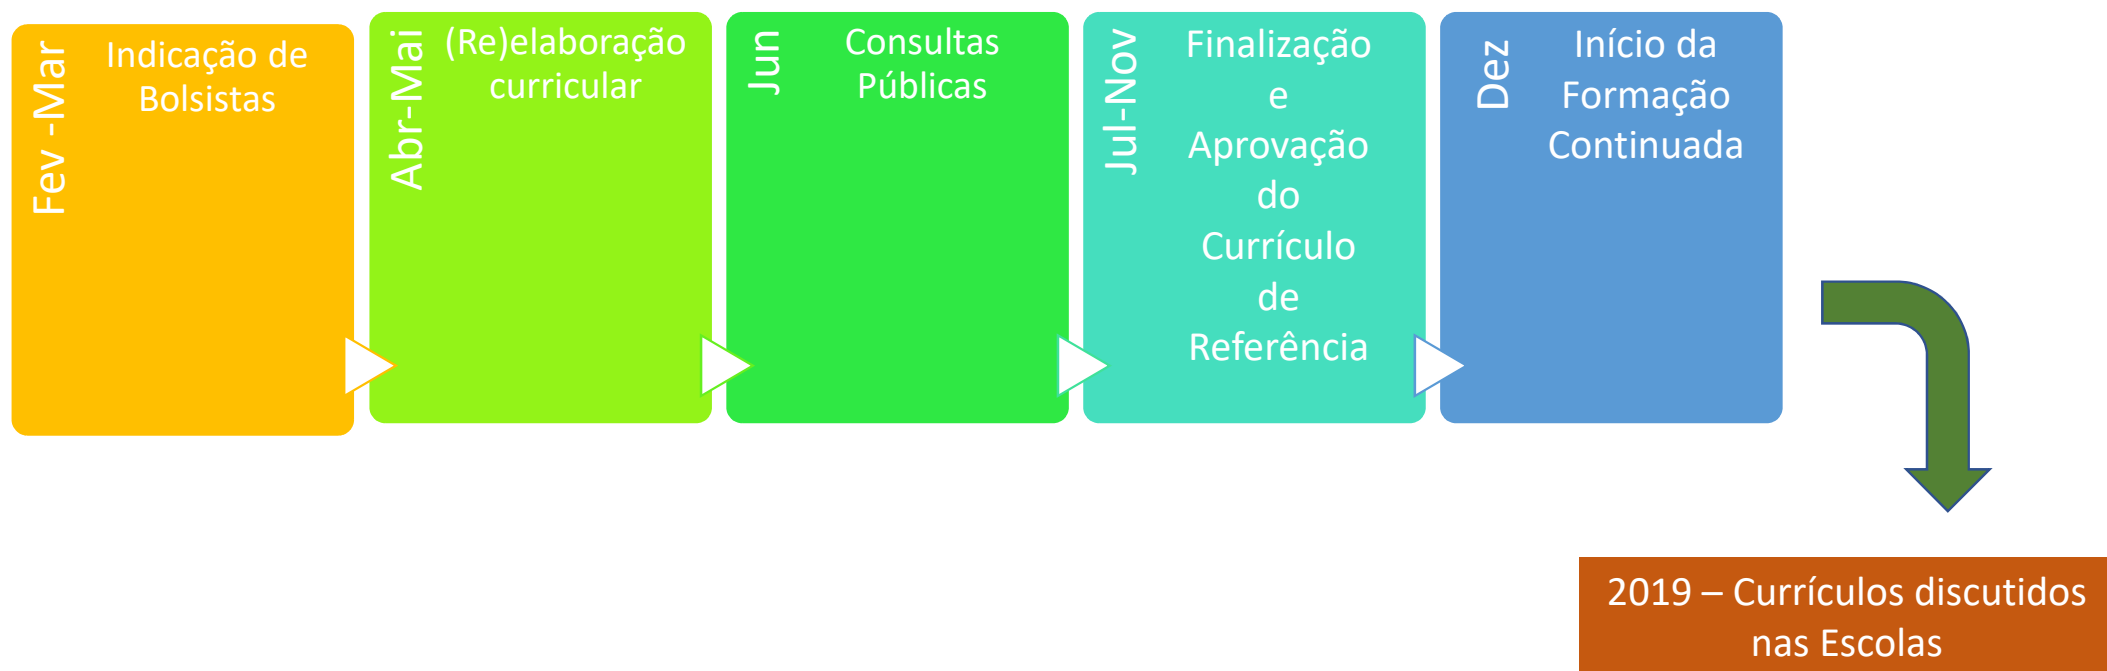 Fev -Mar
Indicação de
Bolsistas
Abr-Mai
(Re)elaboração
curricular
Jun
Consultas
Públicas
Jul-Nov
Finalização
e
Aprovação
do
Currículo
de
Referência
Dez
Início da
Formação
Continuada
2019 – Currículos discutidos
nas Escolas